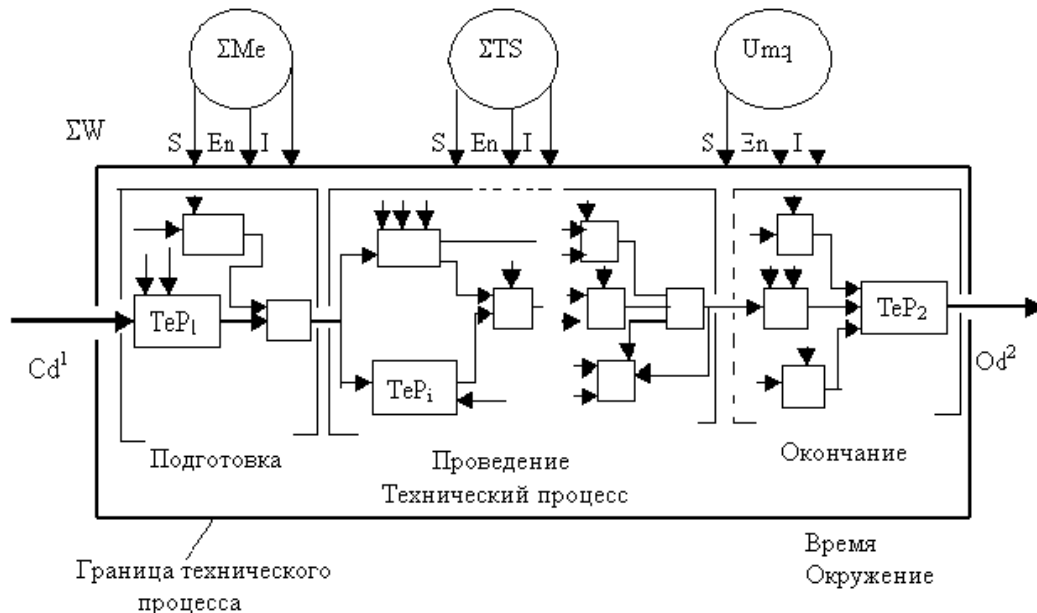 ΣMe
ΣTS
Umq
ΣW
S En I
S En I
S En I
TeP₁
TeP₂
Cd¹
TePᵢ
Od²
Подготовка
Проведение
Окончание
Технический процесс
Время
Окружение
Граница технического
процесса